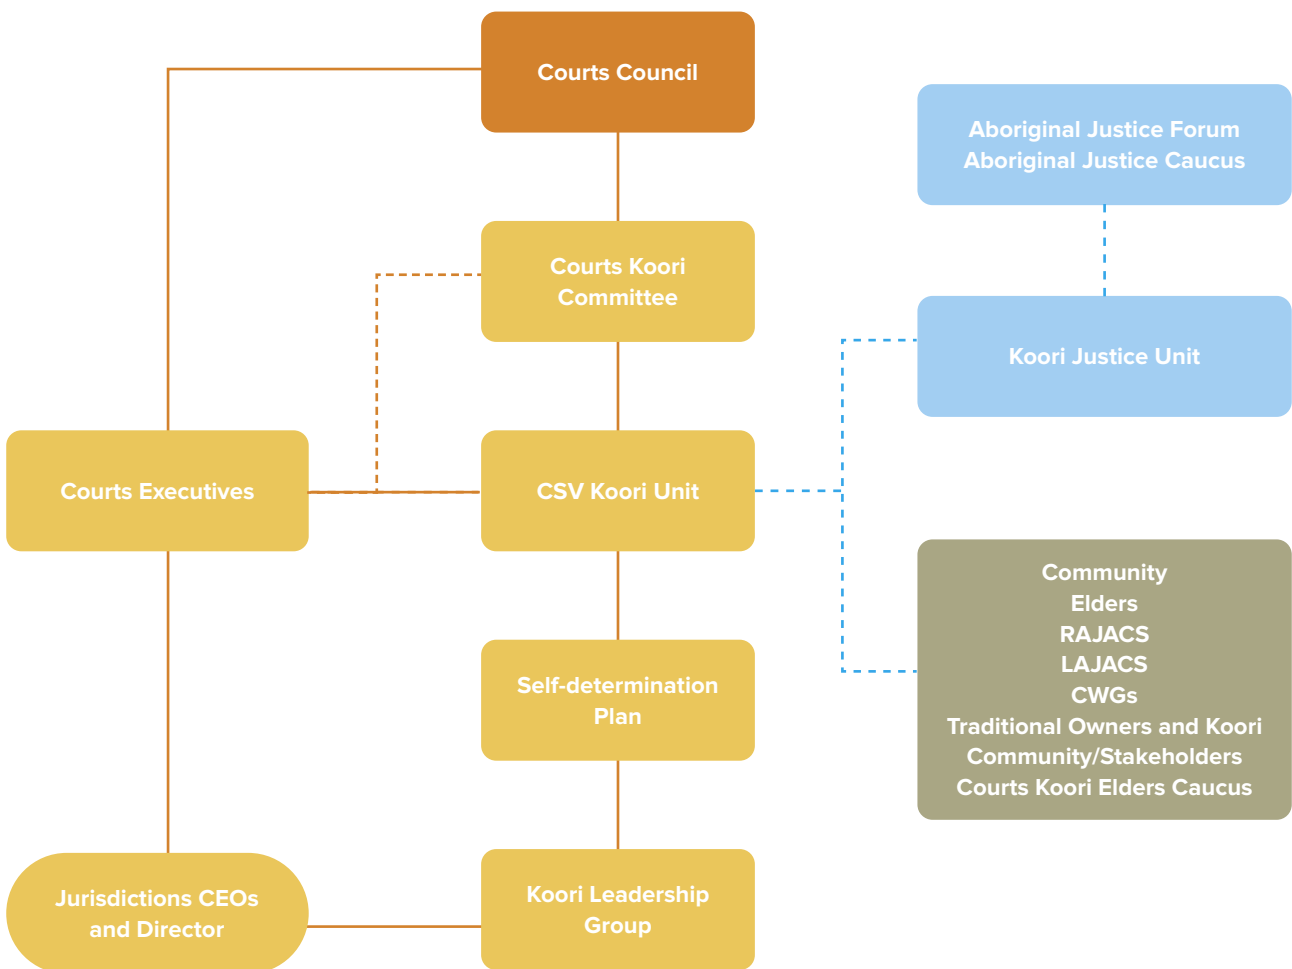 Courts Council
Aboriginal Justice Forum
Aboriginal Justice Caucus
Courts Koori
Committee
Koori Justice Unit
Courts Executives
CSV Koori Unit
Community
Elders
RAJACS
LAJACS
CWGs
Traditional Owners and Koori
Community/Stakeholders
Courts Koori Elders Caucus
Self-determination
Plan
Jurisdictions CEOs
and Director
Koori Leadership
Group